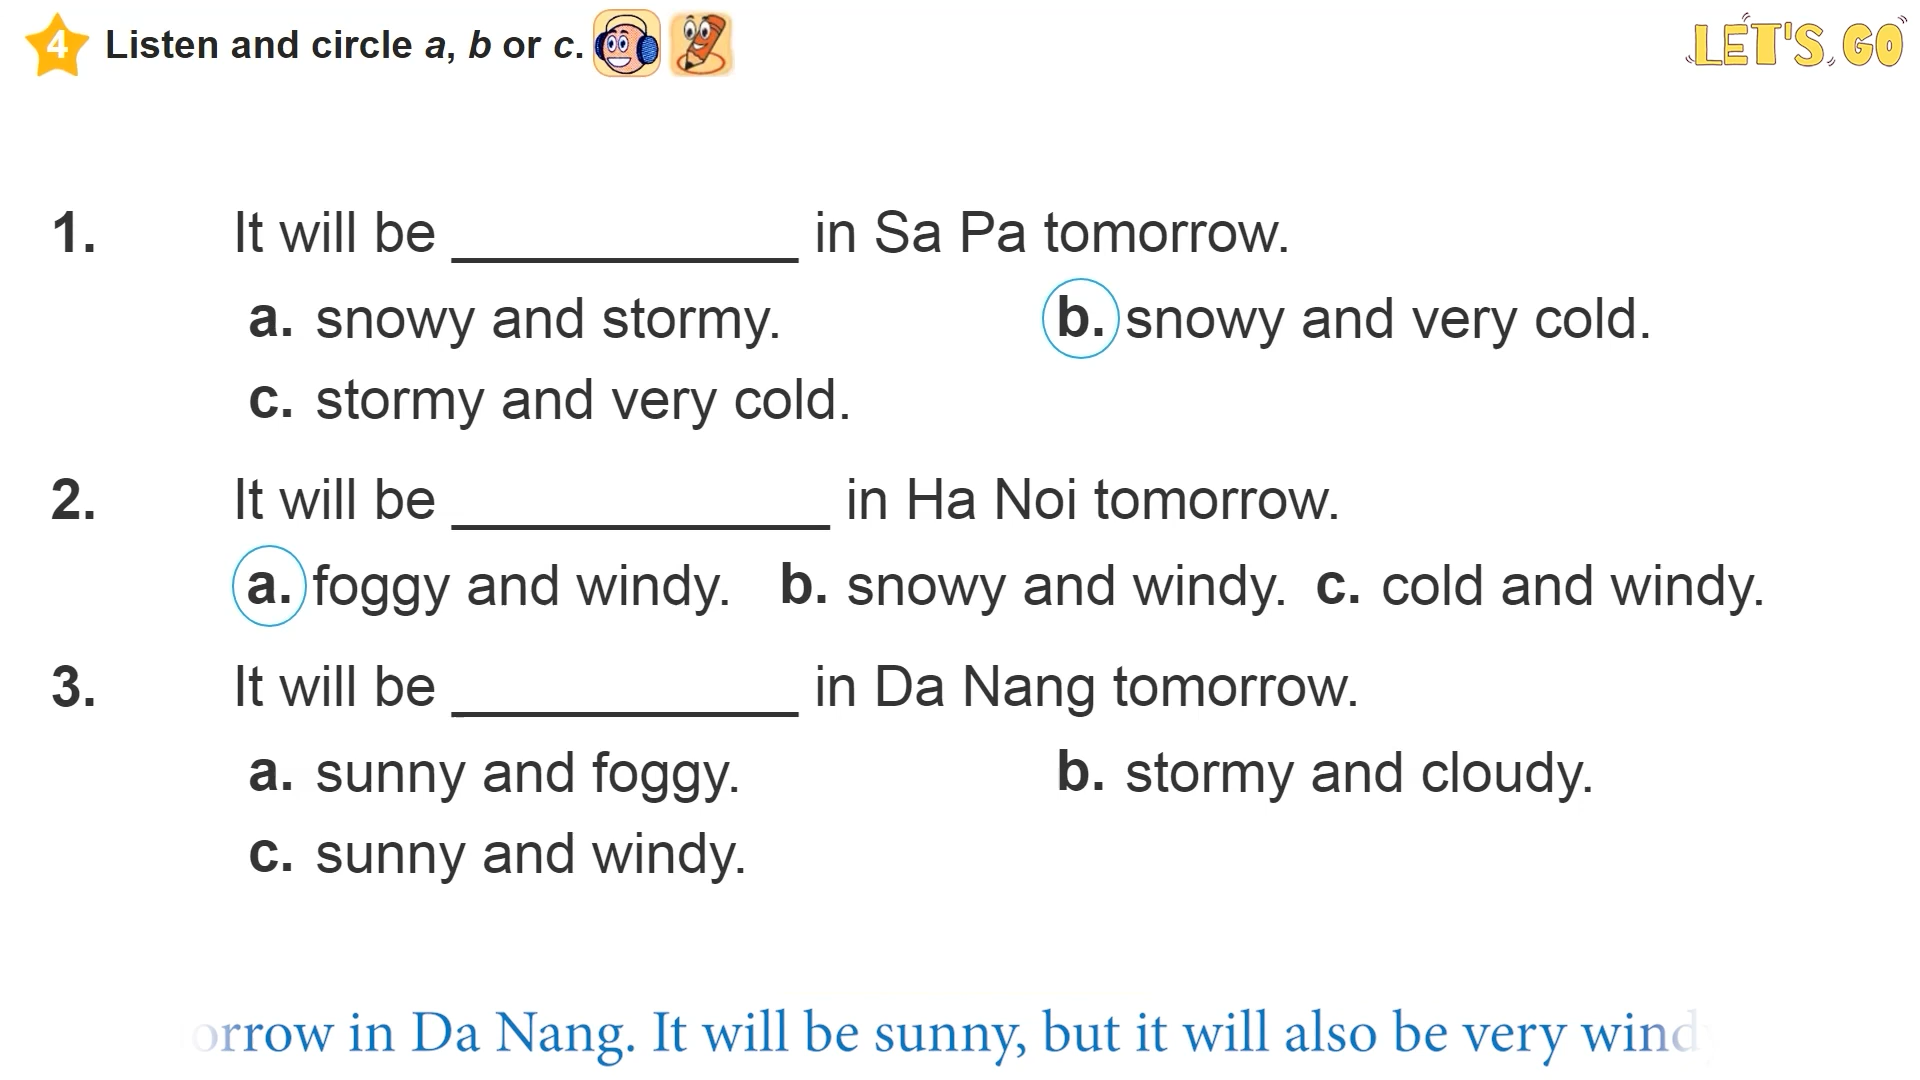 4 Listen and circle a, b or c.
LET'S GO
1. It will be ___________ in Sa Pa tomorrow.
a. snowy and stormy. b. snowy and very cold.
c. stormy and very cold.
2. It will be ____________ in Ha Noi tomorrow.
a. foggy and windy. b. snowy and windy. c. cold and windy.
3. It will be ___________ in Da Nang tomorrow.
a. sunny and foggy. b. stormy and cloudy.
c. sunny and windy.
orrow in Da Nang. It will be sunny, but it will also be very wind